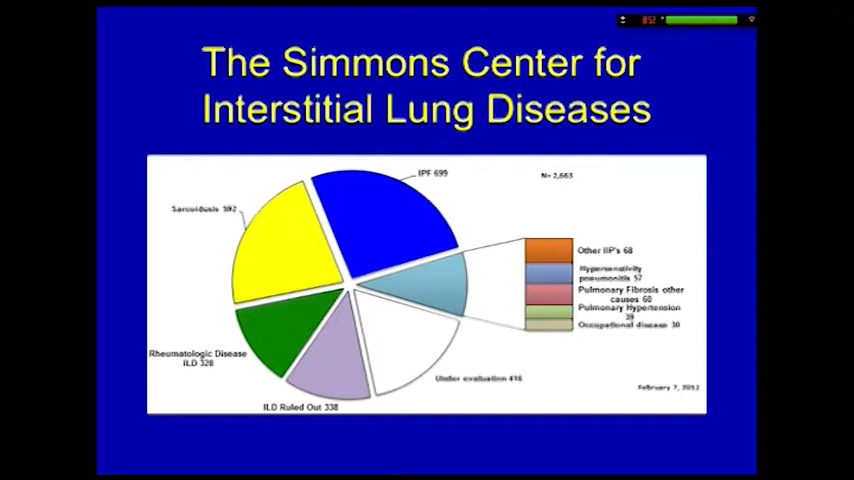 The Simmons Center for
Interstitial Lung Diseases
IPF 699
N= 2,663
Sarcoidosis 592
Other IIP's 68
Hypersensitivity
pneumonitis 57
Pulmonary Fibrosis other
causes 60
Pulmonary Hypertension
39
Occupational disease 30
Rheumatologic Disease
ILD 328
Under evaluation 416
ILD Ruled Out 338
February 7,